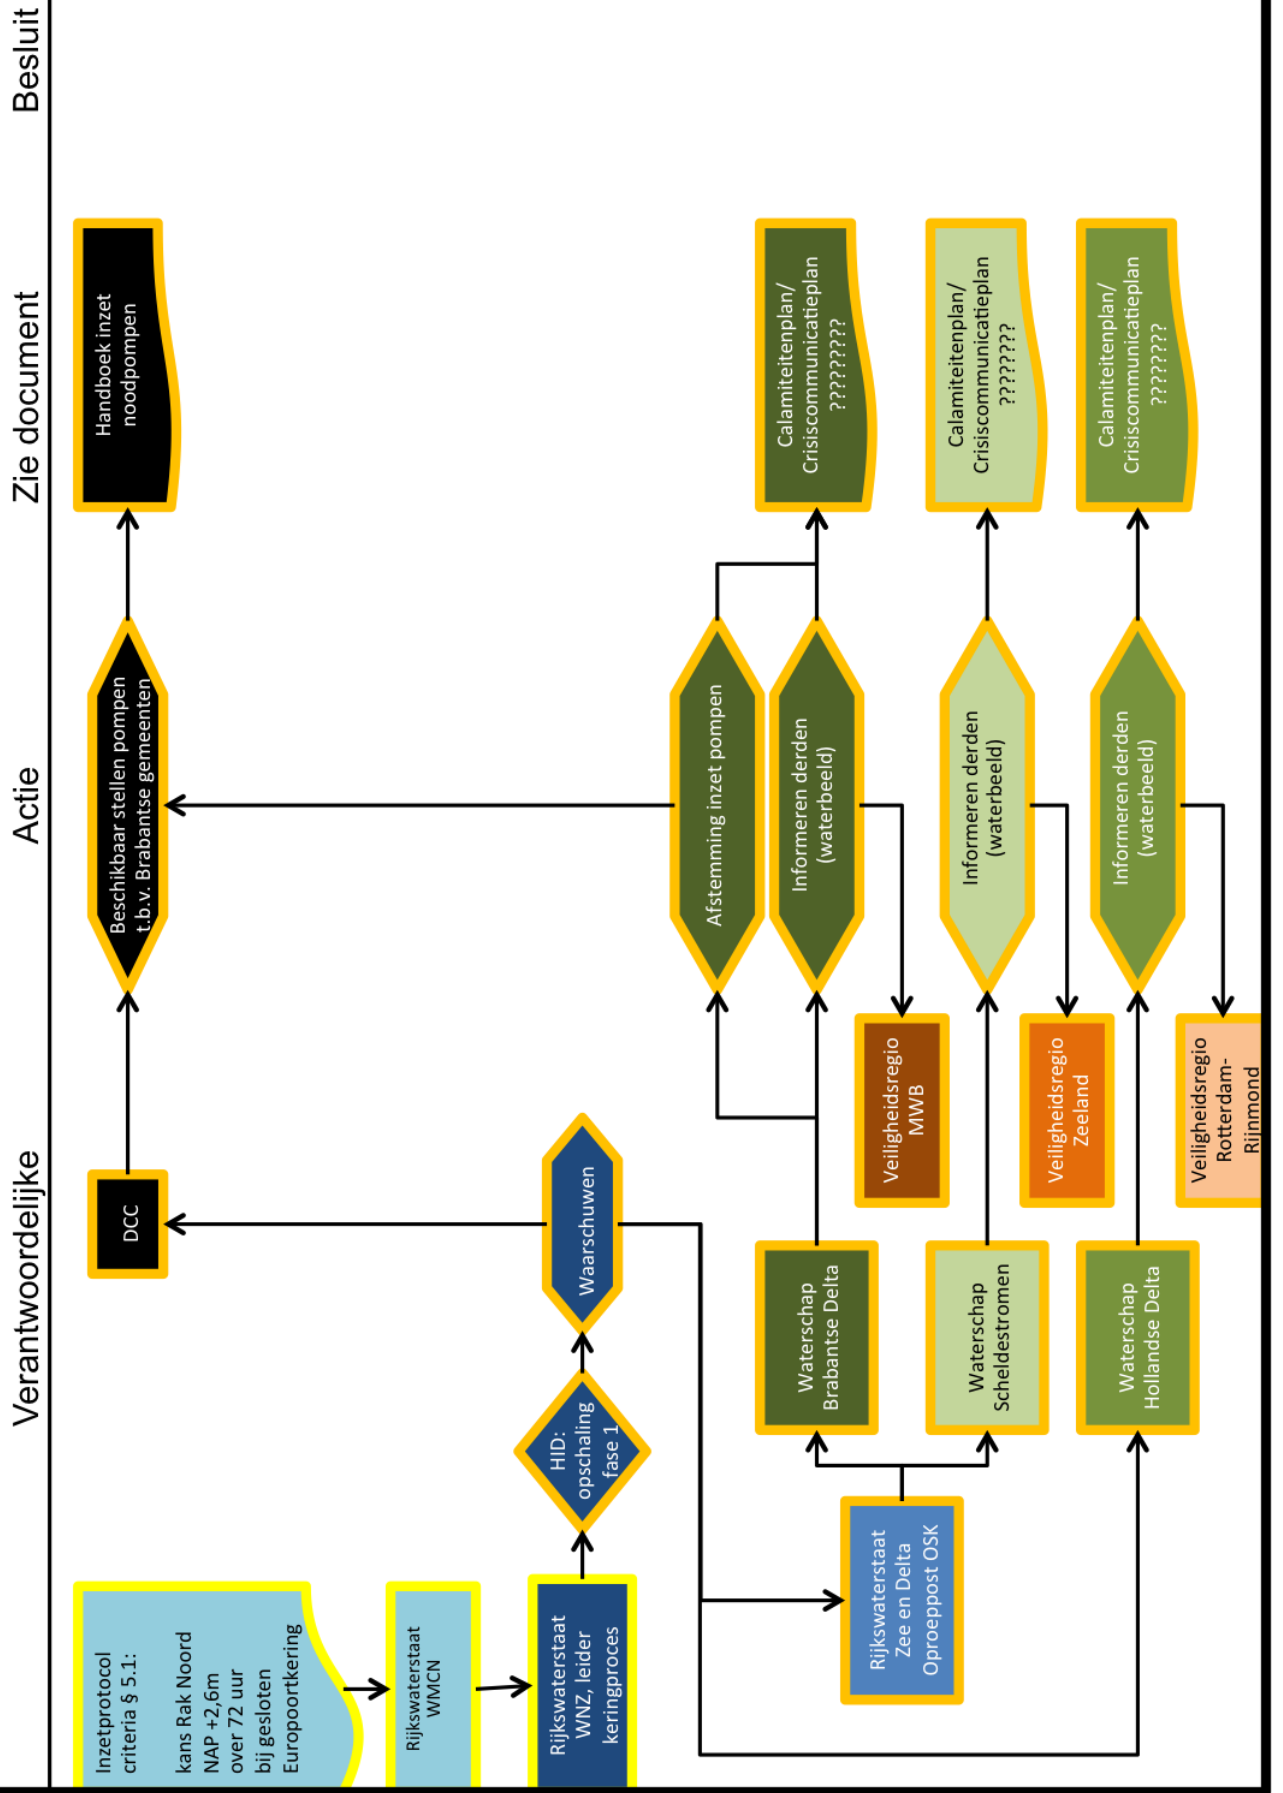 Verantwoordelijke
Actie
Zie document
Besluit
Inzetprotocol
criteria § 5.1:
kans Rak Noord
NAP +2,6m
over 72 uur
bij gesloten
Europoortkering
Rijkswaterstaat
WMCN
Rijkswaterstaat
WNZ, leider
keringproces
HID:
opschaling
fase 1
Waarschuwen
DCC
Beschikbaar stellen pompen
t.b.v. Brabantse gemeenten
Handboek inzet
noodpompen
Rijkswaterstaat
Zee en Delta
Oproeppost OSK
Waterschap
Brabantse Delta
Afstemming inzet pompen
Informeren derden
(waterbeeld)
Calamiteitenplan/
Crisiscommunicatieplan
?????????
Veiligheidsregio
MWB
Waterschap
Scheldestromen
Informeren derden
(waterbeeld)
Calamiteitenplan/
Crisiscommunicatieplan
????????
Veiligheidsregio
Zeeland
Waterschap
Hollandse Delta
Informeren derden
(waterbeeld)
Calamiteitenplan/
Crisiscommunicatieplan
????????
Veiligheidsregio
Rotterdam-
Rijnmond